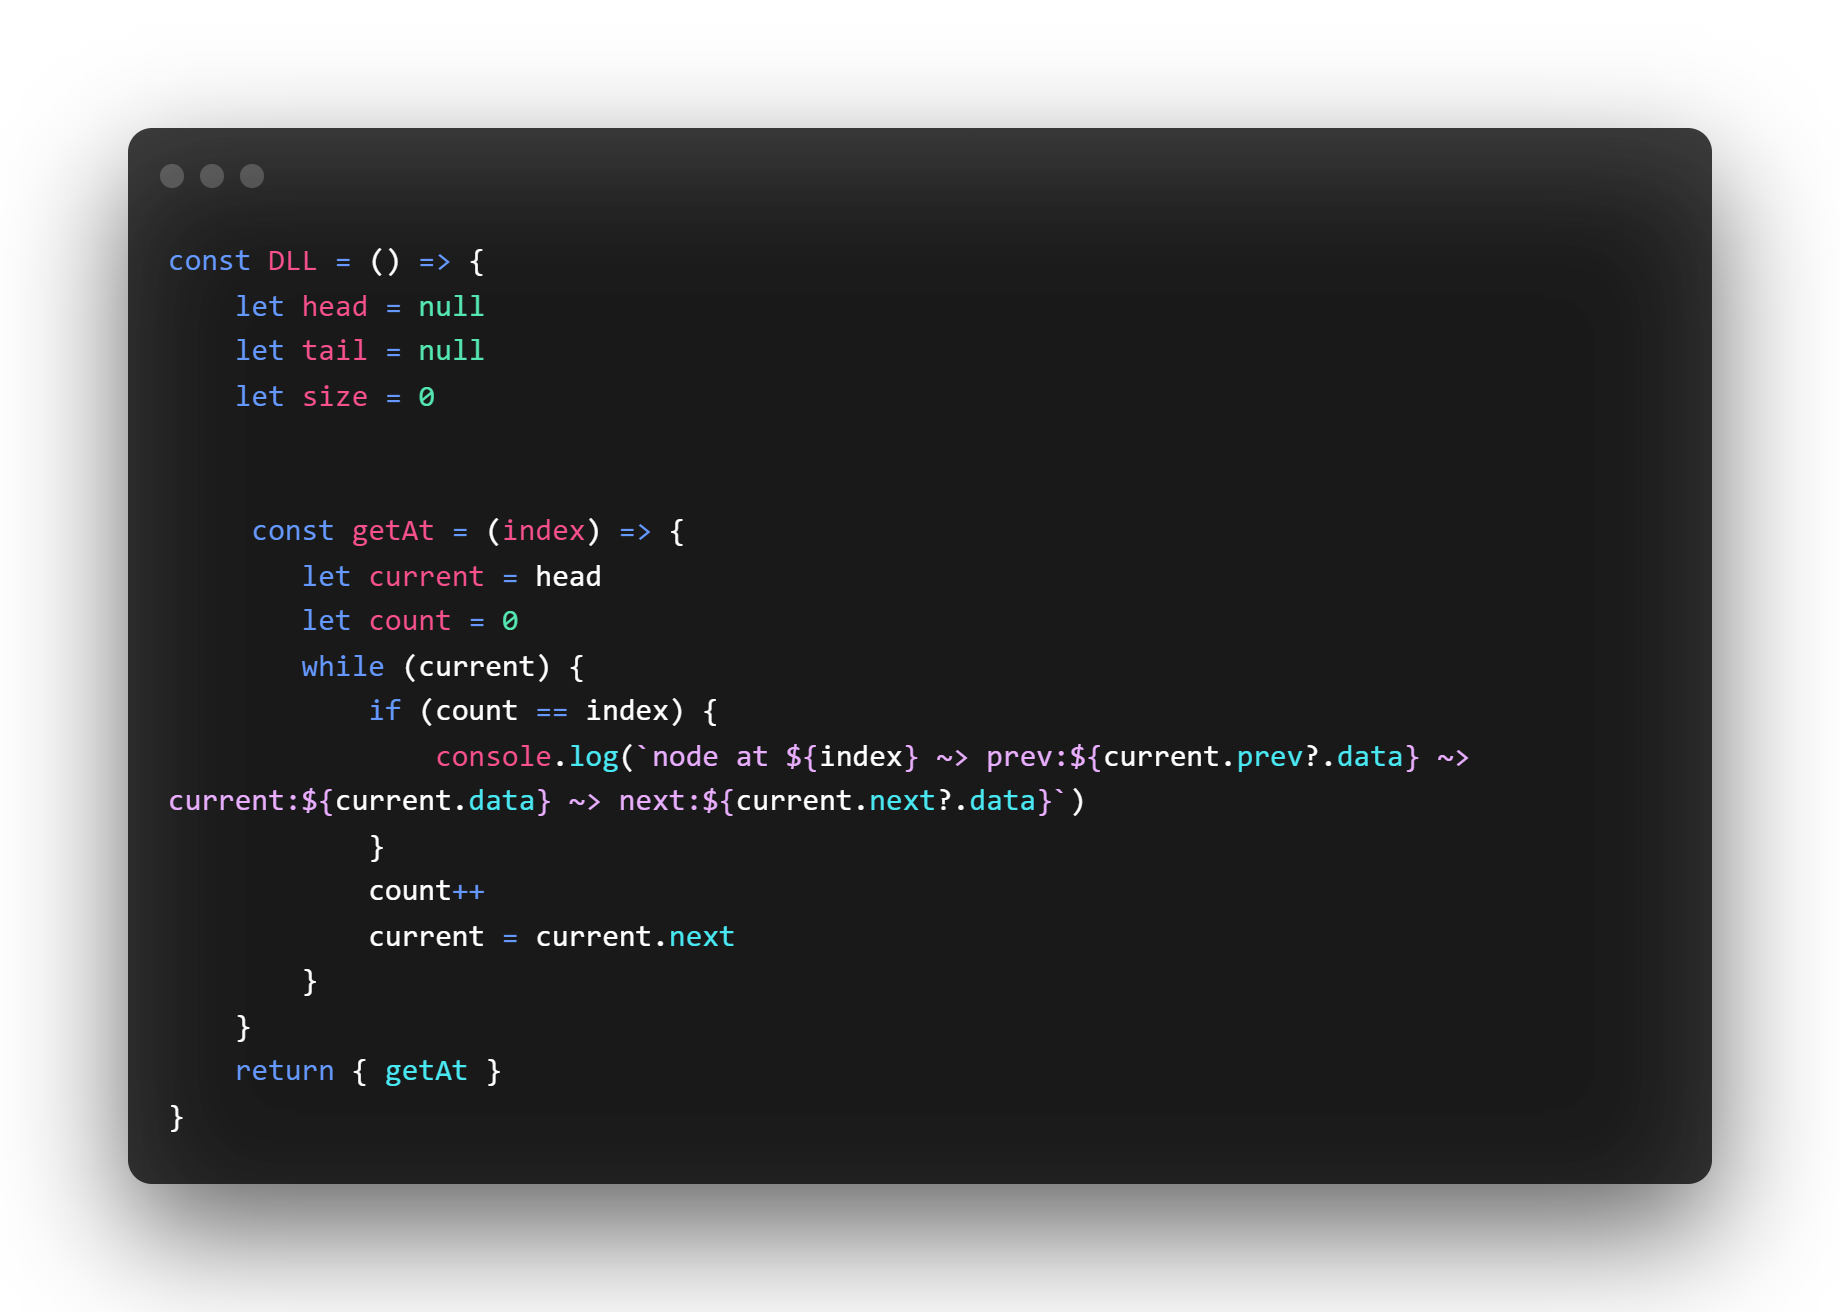 const DLL = () => {
    let head = null
    let tail = null
    let size = 0


     const getAt = (index) => {
        let current = head
        let count = 0
        while (current) {
            if (count == index) {
                console.log(`node at ${index} ~> prev:${current.prev?.data} ~>
current:${current.data} ~> next:${current.next?.data}`)
            }
            count++
            current = current.next
        }
    }
    return { getAt }
}